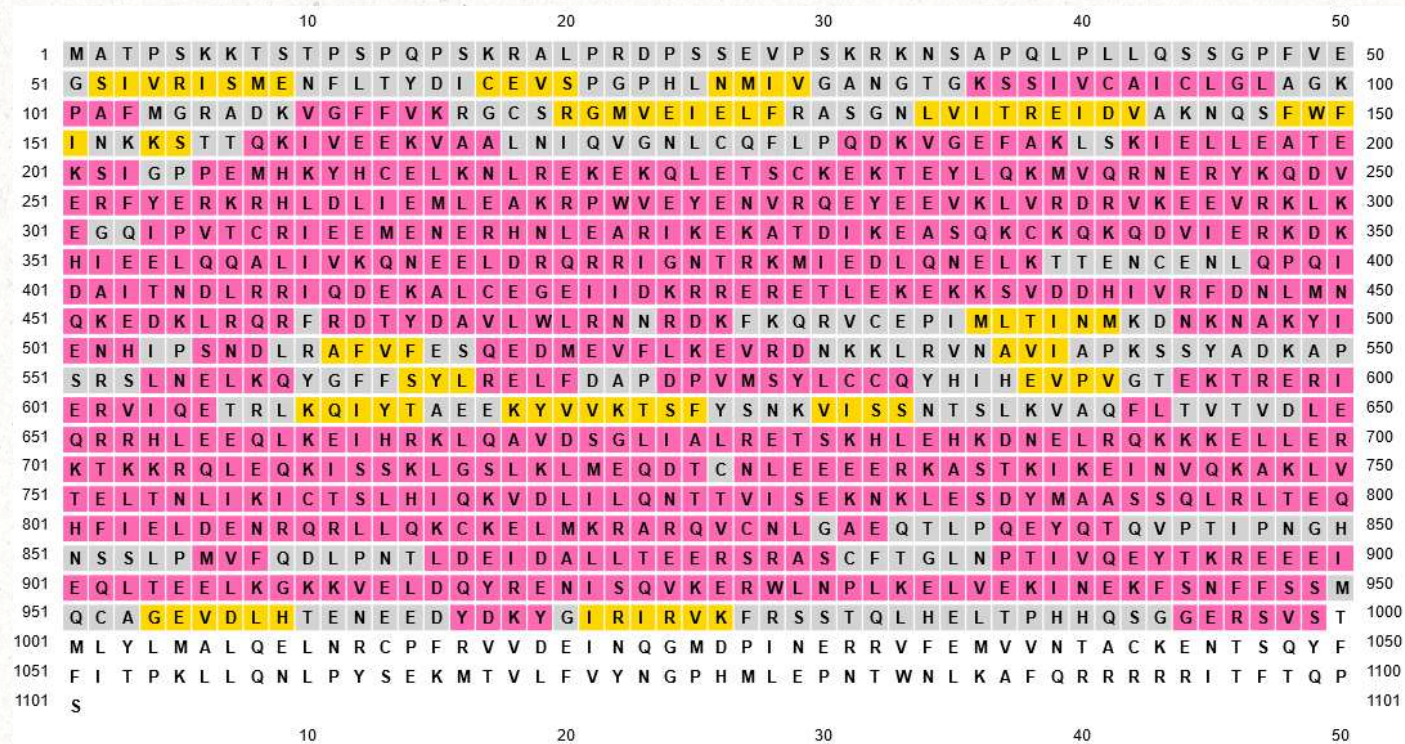 10 20 30 40 50
1 M A T P S K K T S T P S P Q P S K R A L P R D P S S E V P S K R K N S A P Q L P L L Q S S G P F V E 50
51 G S I V R I S M E N F L T Y D I C E V S P G P H L N M I V G A N G T G K S S I V C A I C L G L A G K 100
101 P A F M G R A D K V G F F V K R G C S R G M V E I E L F R A S G N L V I T R E I D V A K N Q S F W F 150
151 I N K K S T T Q K I V E E K V A A L N I Q V G N L C Q F L P Q D K V G E F A K L S K I E L L E A T E 200
201 K S I G P P E M H K Y H C E L K N L R E K E K Q L E T S C K E K T E Y L Q K M V Q R N E R Y K Q D V 250
251 E R F Y E R K R H L D L I E M L E A K R P W V E Y E N V R Q E Y E E V K L V R D R V K E E V R K L K 300
301 E G Q I P V T C R I E E M E N E R H N L E A R I K E K A T D I K E A S Q K C K Q K Q D V I E R K D K 350
351 H I E E L Q Q A L I V K Q N E E L D R Q R R I G N T R K M I E D L Q N E L K T T E N C E N L Q P Q I 400
401 D A I T N D L R R I Q D E K A L C E G E I I D K R R E R E T L E K E K K S V D D H I V R F D N L M N 450
451 Q K E D K L R Q R F R D T Y D A V L W L R N N R D K F K Q R V C E P I M L T I N M K D N K N A K Y I 500
501 E N H I P S N D L R A F V F E S Q E D M E V F L K E V R D N K K L R V N A V I A P K S S Y A D K A P 550
551 S R S L N E L K Q Y G F F S Y L R E L F D A P D P V M S Y L C C Q Y H I H E V P V G T E K T R E R I 600
601 E R V I Q E T R L K Q I Y T A E E K Y V V K T S F Y S N K V I S S N T S L K V A Q F L T V T V D L E 650
651 Q R R H L E E Q L K E I H R K L Q A V D S G L I A L R E T S K H L E H K D N E L R Q K K K E L L E R 700
701 K T K K R Q L E Q K I S S K L G S L K L M E Q D T C N L E E E E R K A S T K I K E I N V Q K A K L V 750
751 T E L T N L I K I C T S L H I Q K V D L I L Q N T T V I S E K N K L E S D Y M A A S S Q L R L T E Q 800
801 H F I E L D E N R Q R L L Q K C K E L M K R A R Q V C N L G A E Q T L P Q E Y Q T Q V P T I P N G H 850
851 N S S L P M V F Q D L P N T L D E I D A L L T E E R S R A S C F T G L N P T I V Q E Y T K R E E E I 900
901 E Q L T E E L K G K K V E L D Q Y R E N I S Q V K E R W L N P L K E L V E K I N E K F S N F F S S M 950
951 Q C A G E V D L H T E N E E D Y D K Y G I R I R V K F R S S T Q L H E L T P H H Q S G G E R S V S T 1000
1001 M L Y L M A L Q E L N R C P F R V V D E I N Q G M D P I N E R R V F E M V V N T A C K E N T S Q Y F 1050
1051 F I T P K L L Q N L P Y S E K M T V L F V Y N G P H M L E P N T W N L K A F Q R R R R R I T F T Q P 1100
1101 S 1101
10 20 30 40 50